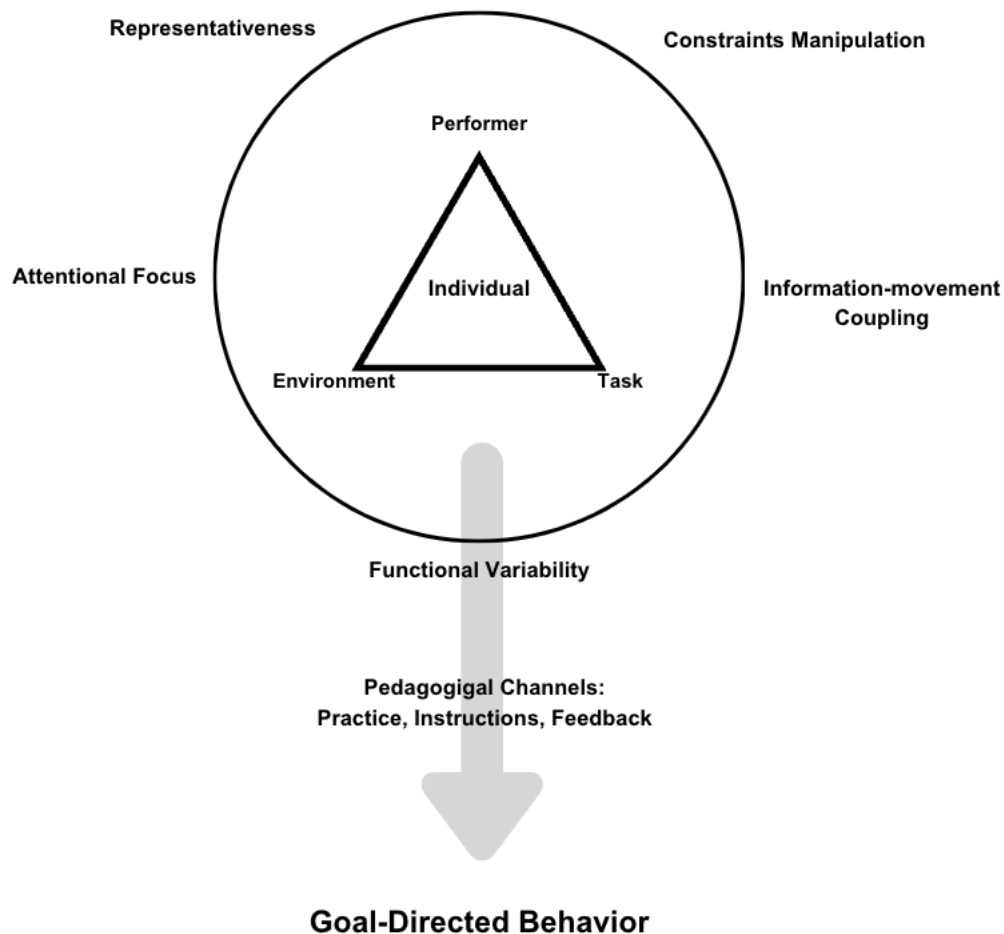 Representativeness
Constraints Manipulation
Performer
Attentional Focus
Individual
Information-movement
Coupling
Environment
Task
Functional Variability
Pedagogigal Channels:
Practice, Instructions, Feedback
Goal-Directed Behavior